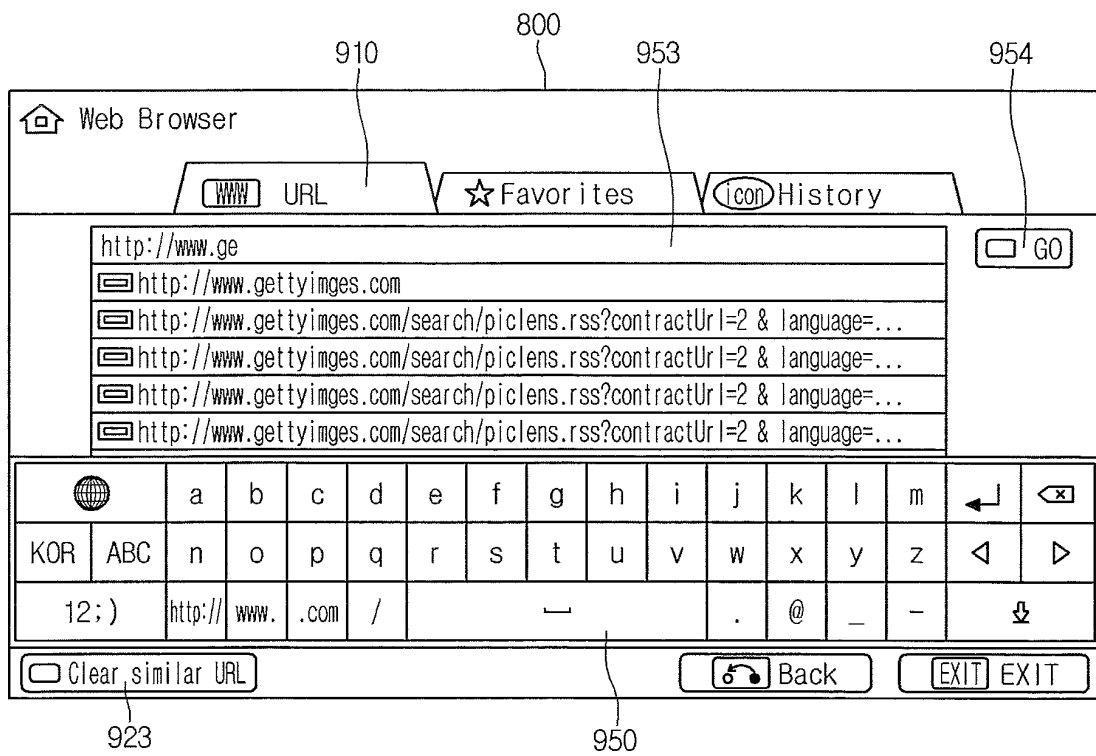 800
910 953 954
Web Browser
WWW URL Favorites icon History
http://www.ge GO
http://www.gettyimges.com
http://www.gettyimges.com/search/piclens.rss?contractUrl=2 & language=...
http://www.gettyimges.com/search/piclens.rss?contractUrl=2 & language=...
http://www.gettyimges.com/search/piclens.rss?contractUrl=2 & language=...
http://www.gettyimges.com/search/piclens.rss?contractUrl=2 & language=...
a b c d e f g h i j k l m
KOR ABC n o p q r s t u v w x y z
12;) http:// www. .com / . @ _ -
Clear similar URL Back EXIT EXIT
923 950